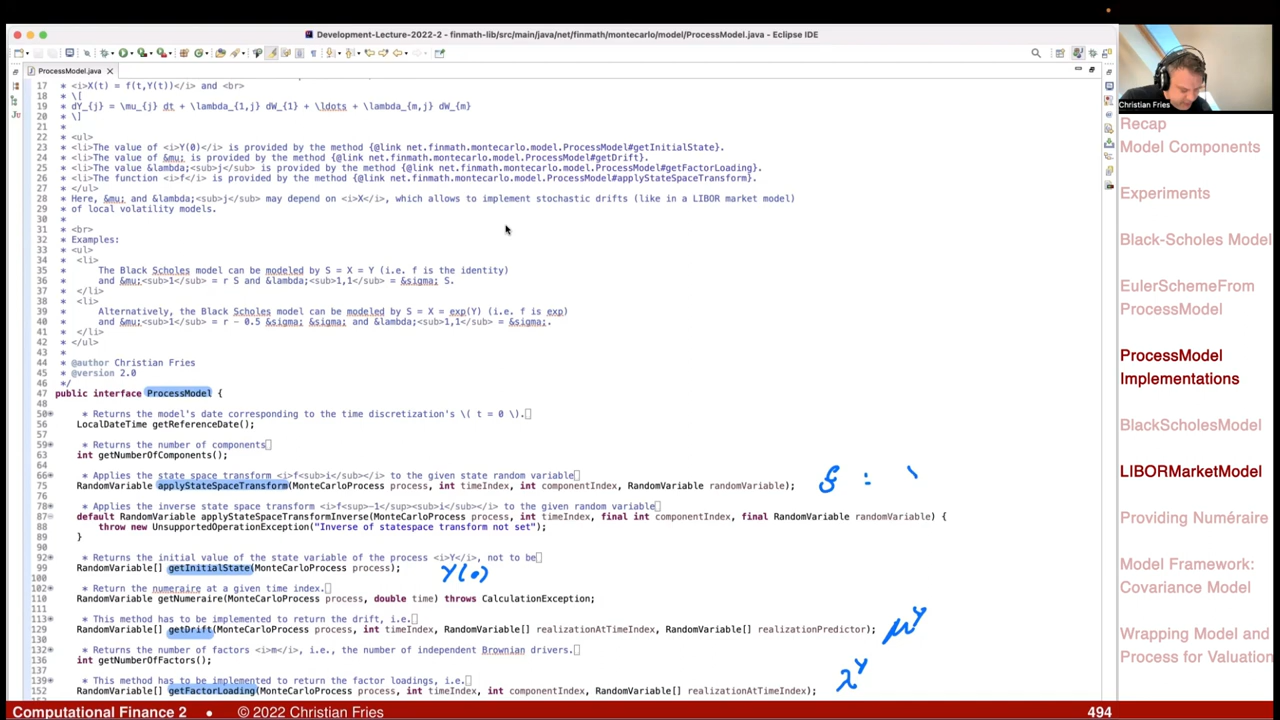 Development-Lecture-2022-2 - finmath-lib/src/main/java/net/finmath/montecarlo/model/ProcessModel.java - Eclipse IDE
ProcessModel.java
17 * <i>X(t) = f(t,Y(t))</i> and <br>
18 * \[
19 * dY_{j} = \mu_{j} dt + \lambda_{1,j} dW_{1} + \ldots + \lambda_{m,j} dW_{m}
20 * \]
21 *
22 * <ul>
23 * <li>The value of <i>Y(0)</i> is provided by the method {@link net.finmath.montecarlo.model.ProcessModel#getInitialState}.
24 * <li>The value of &mu; is provided by the method {@link net.finmath.montecarlo.model.ProcessModel#getDrift}.
25 * <li>The value &lambda;<sub>j</sub> is provided by the method {@link net.finmath.montecarlo.model.ProcessModel#getFactorLoading}.
26 * <li>The function <i>f</i> is provided by the method {@link net.finmath.montecarlo.model.ProcessModel#applyStateSpaceTransform}.
27 * </ul>
28 * Here, &mu; and &lambda;<sub>j</sub> may depend on <i>X</i>, which allows to implement stochastic drifts (like in a LIBOR market model)
29 * of local volatility models.
30 *
31 * <br>
32 * Examples:
33 * <ul>
34 * <li>
35 * The Black Scholes model can be modeled by S = X = Y (i.e. f is the identity)
36 * and &mu;<sub>1</sub> = r S and &lambda;<sub>1,1</sub> = &sigma; S.
37 * </li>
38 * <li>
39 * Alternatively, the Black Scholes model can be modeled by S = X = exp(Y) (i.e. f is exp)
40 * and &mu;<sub>1</sub> = r - 0.5 &sigma; &sigma; and &lambda;<sub>1,1</sub> = &sigma;.
41 * </li>
42 * </ul>
43 *
44 * @author Christian Fries
45 * @version 2.0
46 */
47 public interface ProcessModel {
48
50 * Returns the model's date corresponding to the time discretization's \( t = 0 \).
56 LocalDateTime getReferenceDate();
57
59 * Returns the number of components
63 int getNumberOfComponents();
64
66 * Applies the state space transform <i>f<sub>i</sub></i> to the given state random variable
75 RandomVariable applyStateSpaceTransform(MonteCarloProcess process, int timeIndex, int componentIndex, RandomVariable randomVariable);
76
78 * Applies the inverse state space transform <i>f<sup>-1</sup><sub>i</sub></i> to the given random variable
87 default RandomVariable applyStateSpaceTransformInverse(MonteCarloProcess process, int timeIndex, final int componentIndex, final RandomVariable randomVariable) {
88 throw new UnsupportedOperationException("Inverse of statespace transform not set");
89 }
90
92 * Returns the initial value of the state variable of the process <i>Y</i>, not to be
99 RandomVariable[] getInitialState(MonteCarloProcess process);
Y(0)
100
102 * Return the numeraire at a given time index.
110 RandomVariable getNumeraire(MonteCarloProcess process, double time) throws CalculationException;
111
113 * This method has to be implemented to return the drift, i.e.
129 RandomVariable[] getDrift(MonteCarloProcess process, int timeIndex, RandomVariable[] realizationAtTimeIndex, RandomVariable[] realizationPredictor);
μ^Y
130
132 * Returns the number of factors <i>m</i>, i.e., the number of independent Brownian drivers.
136 int getNumberOfFactors();
137
139 * This method has to be implemented to return the factor loadings, i.e.
152 RandomVariable[] getFactorLoading(MonteCarloProcess process, int timeIndex, int componentIndex, RandomVariable[] realizationAtTimeIndex);
λ^Y
Christian Fries
Recap
Model Components
Experiments
Black-Scholes Model
EulerSchemeFrom
ProcessModel
ProcessModel
Implementations
BlackScholesModel
LIBORMarketModel
Providing Numéraire
Model Framework:
Covariance Model
Wrapping Model and
Process for Valuation
Computational Finance 2 • © 2022 Christian Fries
494